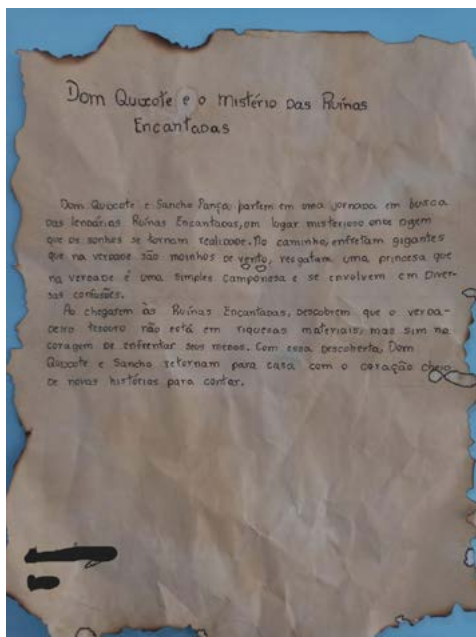 Dom Quixote e o Mistério das Ruínas
Encantadas
Dom Quixote e Sancho Pança partem em uma jornada em busca
das lendárias Ruínas Encantadas, um lugar misterioso onde dizem
que os sonhos se tornam realidade. No caminho, enfretam gigantes
que na verdade são moinhos de vento, resgatam uma princesa que
na verdade é uma simples camponesa e se envolvem em diver-
sas confusões.
Ao chegarem às Ruínas Encantadas, descobrem que o verda-
deiro tesouro não está em riquesas materiais, mas sim na
coragem de enfrentar seus medos. Com essa descoberta, Dom
Quixote e Sancho retornam para casa com o coração cheio
de novas histórias para contar.